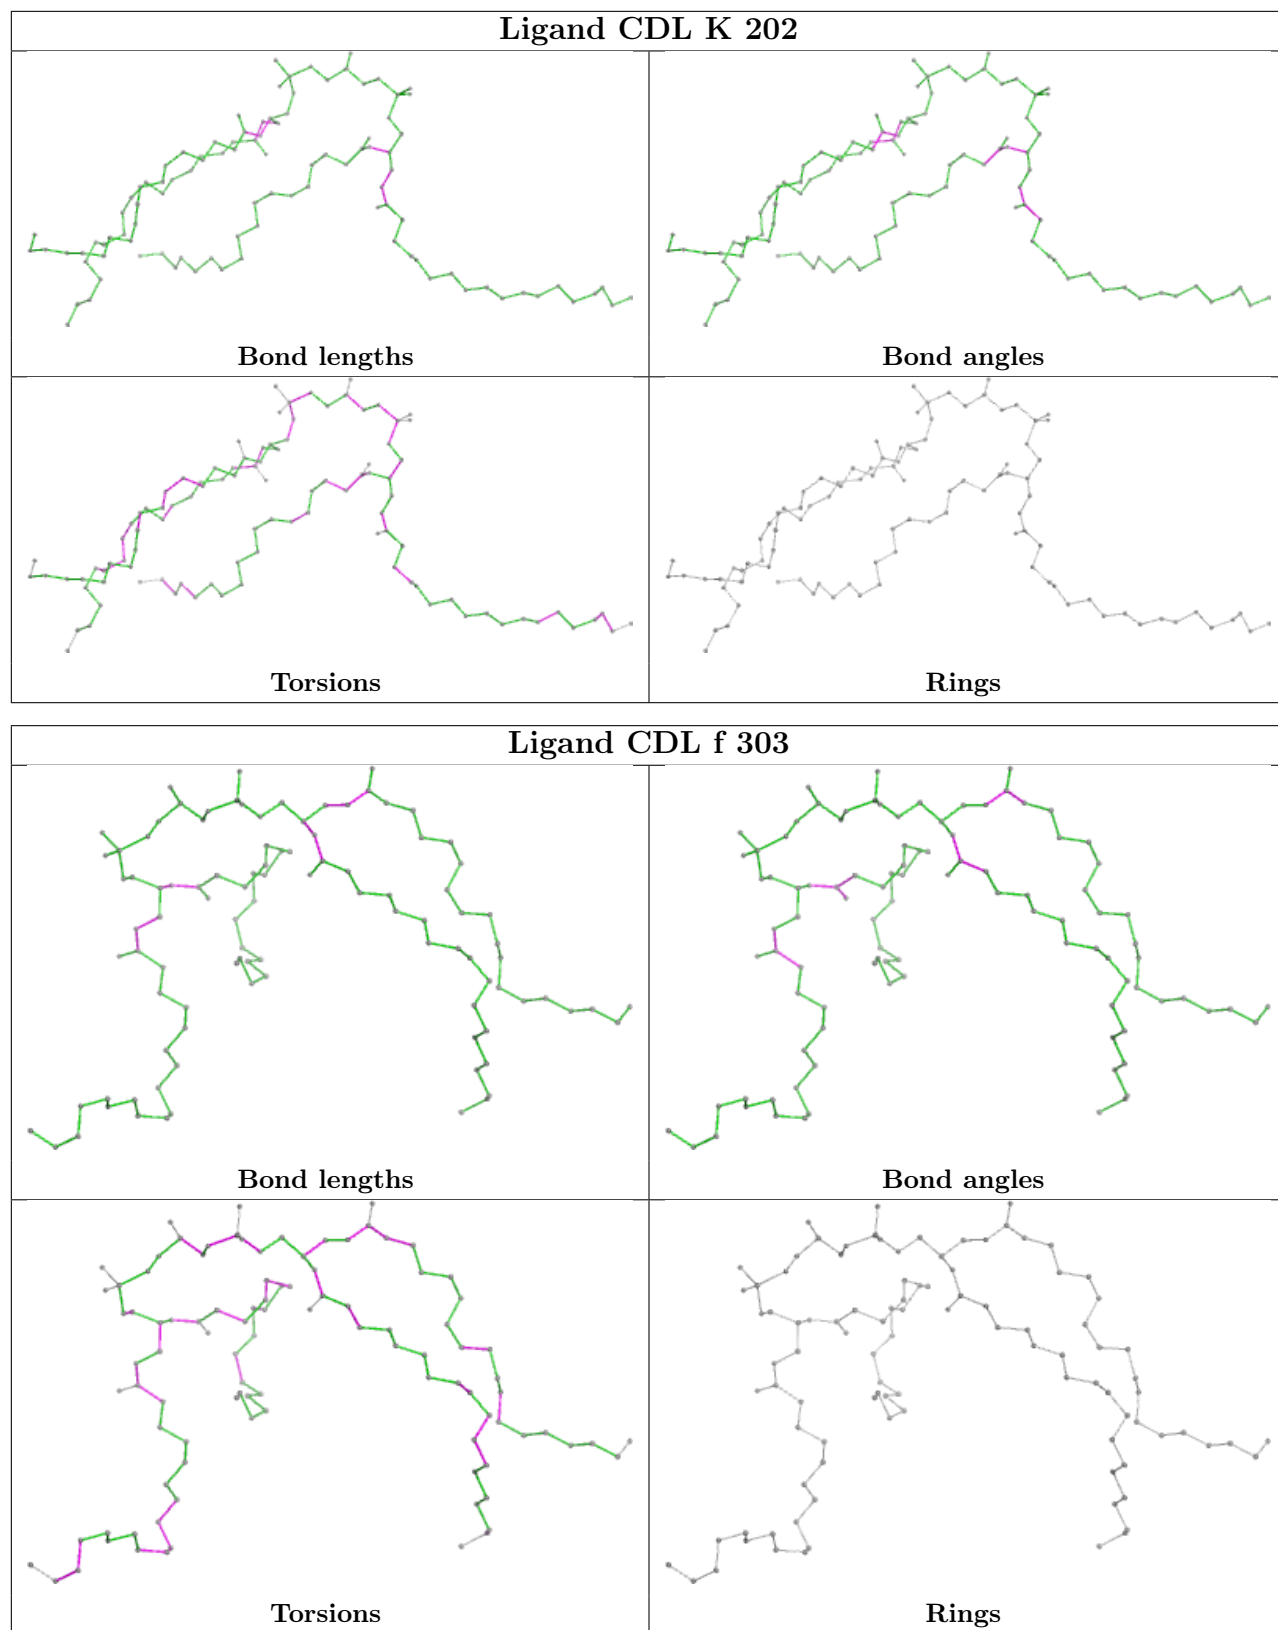 Ligand CDL K 202
Bond lengths
Bond angles
Torsions
Rings
Ligand CDL f 303
Bond lengths
Bond angles
Torsions
Rings